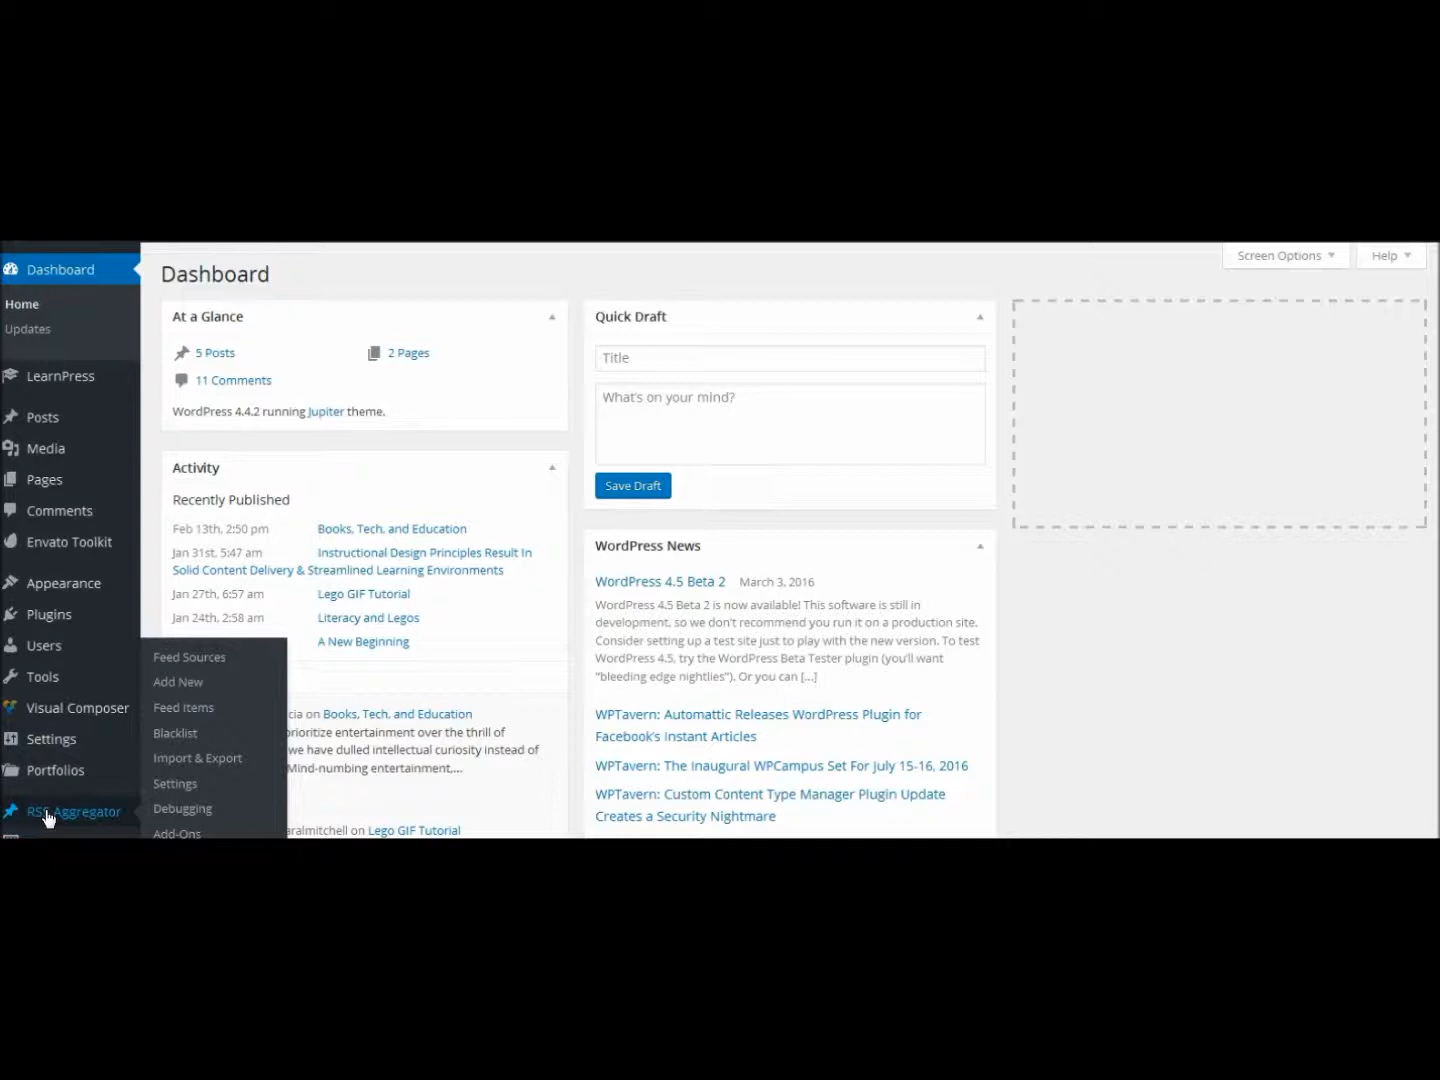 Dashboard
Home
Updates
LearnPress
Posts
Media
Pages
Comments
Envato Toolkit
Appearance
Plugins
Users
Tools
Visual Composer
Settings
Portfolios
RSS Aggregator
Feed Sources
Add New
Feed Items
Blacklist
Import & Export
Settings
Debugging
Add-Ons
Screen Options
Help
Dashboard
At a Glance
5 Posts
2 Pages
11 Comments
WordPress 4.4.2 running Jupiter theme.
Activity
Recently Published
Feb 13th, 2:50 pm Books, Tech, and Education
Jan 31st, 5:47 am Instructional Design Principles Result In
Solid Content Delivery & Streamlined Learning Environments
Jan 27th, 6:57 am Lego GIF Tutorial
Jan 24th, 2:58 am Literacy and Legos
A New Beginning
cia on Books, Tech, and Education
prioritize entertainment over the thrill of
we have dulled intellectual curiosity instead of
Mind-numbing entertainment,...
aralmitchell on Lego GIF Tutorial
Quick Draft
Title
What's on your mind?
Save Draft
WordPress News
WordPress 4.5 Beta 2 March 3, 2016
WordPress 4.5 Beta 2 is now available! This software is still in
development, so we don't recommend you run it on a production site.
Consider setting up a test site just to play with the new version. To test
WordPress 4.5, try the WordPress Beta Tester plugin (you'll want
"bleeding edge nightlies"). Or you can [...]
WPTavern: Automattic Releases WordPress Plugin for
Facebook's Instant Articles
WPTavern: The Inaugural WPCampus Set For July 15-16, 2016
WPTavern: Custom Content Type Manager Plugin Update
Creates a Security Nightmare